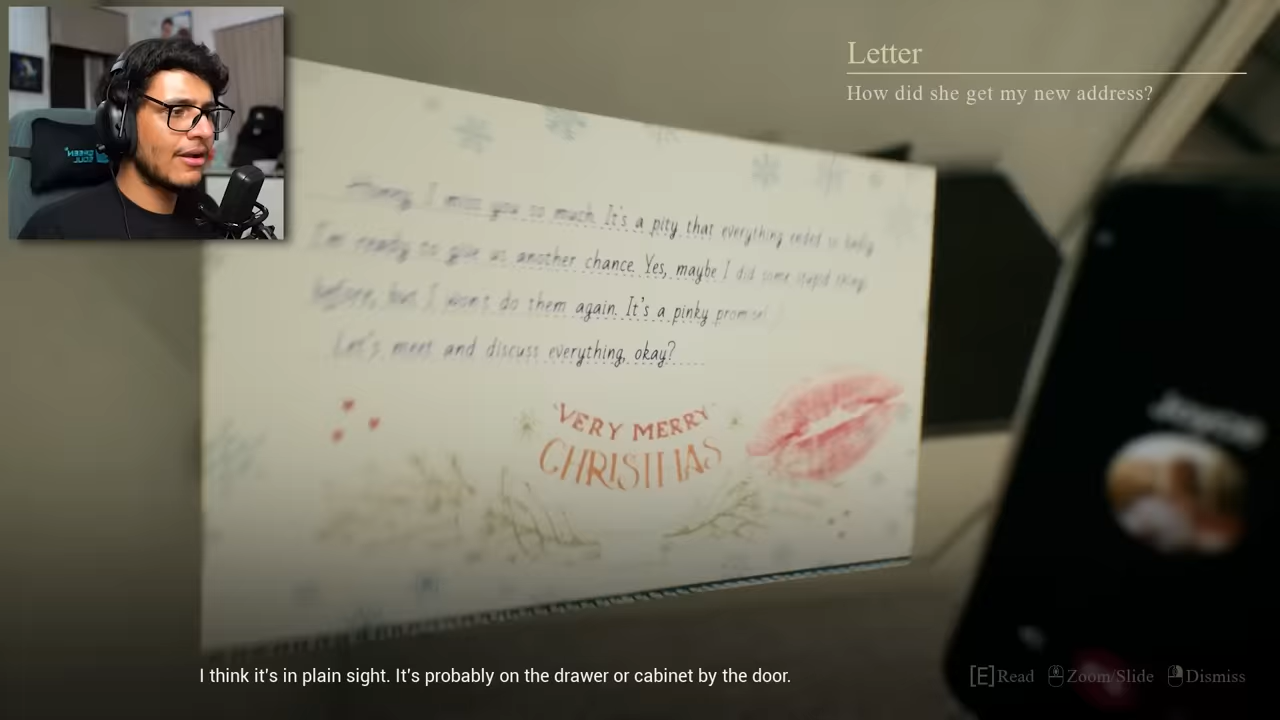 Letter
How did she get my new address?
Honey, I miss you so much. It's a pity that everything ended so badly.
I'm ready to give us another chance. Yes, maybe I did some stupid thing
before, but I won't do them again. It's a pinky promise!
Let's meet and discuss everything, okay?
VERY MERRY
CHRISTMAS
I think it's in plain sight. It's probably on the drawer or cabinet by the door.
[E]Read Zoom/Slide Dismiss